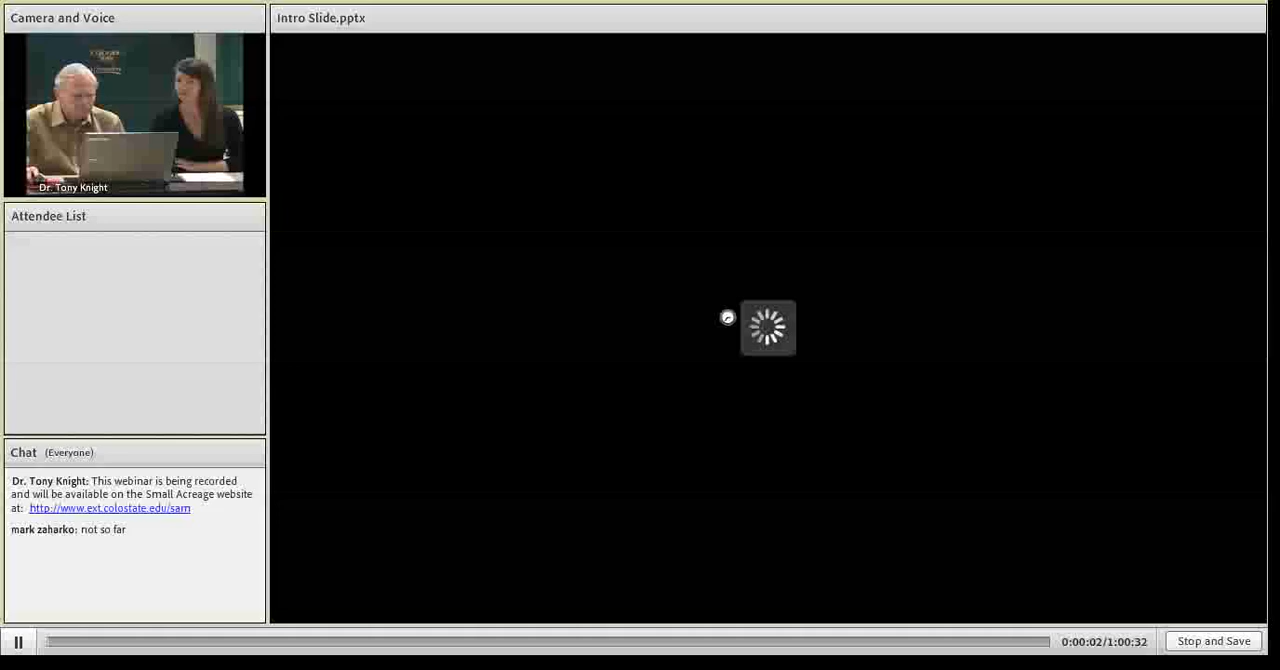 Camera and Voice
Intro Slide.pptx
Dr. Tony Knight
Attendee List
Chat (Everyone)
Dr. Tony Knight: This webinar is being recorded
and will be available on the Small Acreage website
at: http://www.ext.colostate.edu/sam
mark zaharko: not so far
0:00:02/1:00:32
Stop and Save